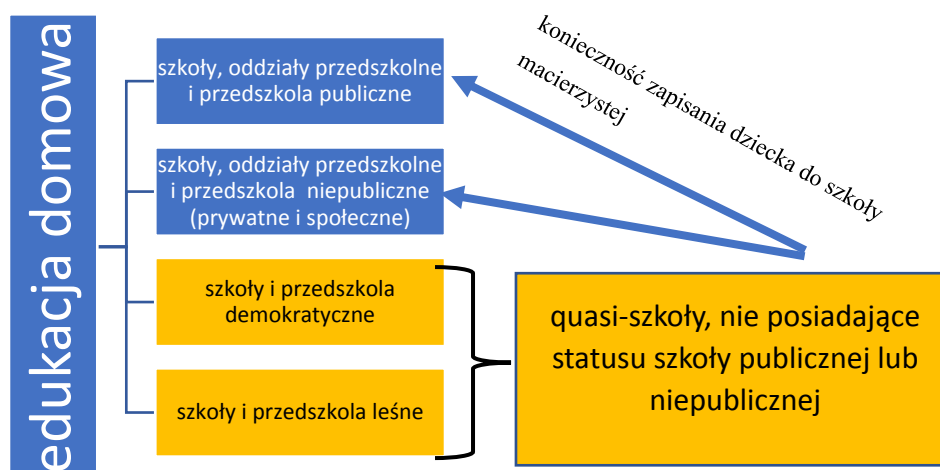 edukacja domowa
szkoły, oddziały przedszkolne
i przedszkola publiczne
szkoły, oddziały przedszkolne
i przedszkola niepubliczne
(prywatne i społeczne)
szkoły i przedszkola
demokratyczne
szkoły i przedszkola leśne
konieczność zapisania dziecka do szkoły
macierzystej
quasi-szkoły, nie posiadające
statusu szkoły publicznej lub
niepublicznej